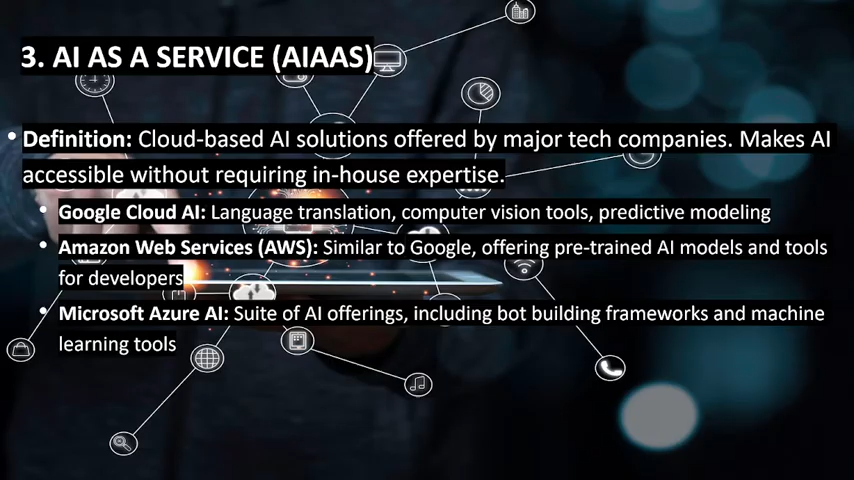 3. AI AS A SERVICE (AIAAS)
• Definition: Cloud-based AI solutions offered by major tech companies. Makes AI
accessible without requiring in-house expertise.
• Google Cloud AI: Language translation, computer vision tools, predictive modeling
• Amazon Web Services (AWS): Similar to Google, offering pre-trained AI models and tools
for developers
• Microsoft Azure AI: Suite of AI offerings, including bot building frameworks and machine
learning tools